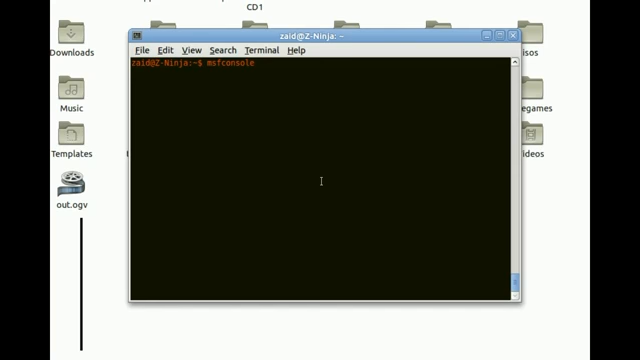 CD1
zaid@Z-Ninja: ~
File Edit View Search Terminal Help
zaid@Z-Ninja:~$ msfconsole
Downloads
isos
Music
egames
Templates
ideos
out.ogv